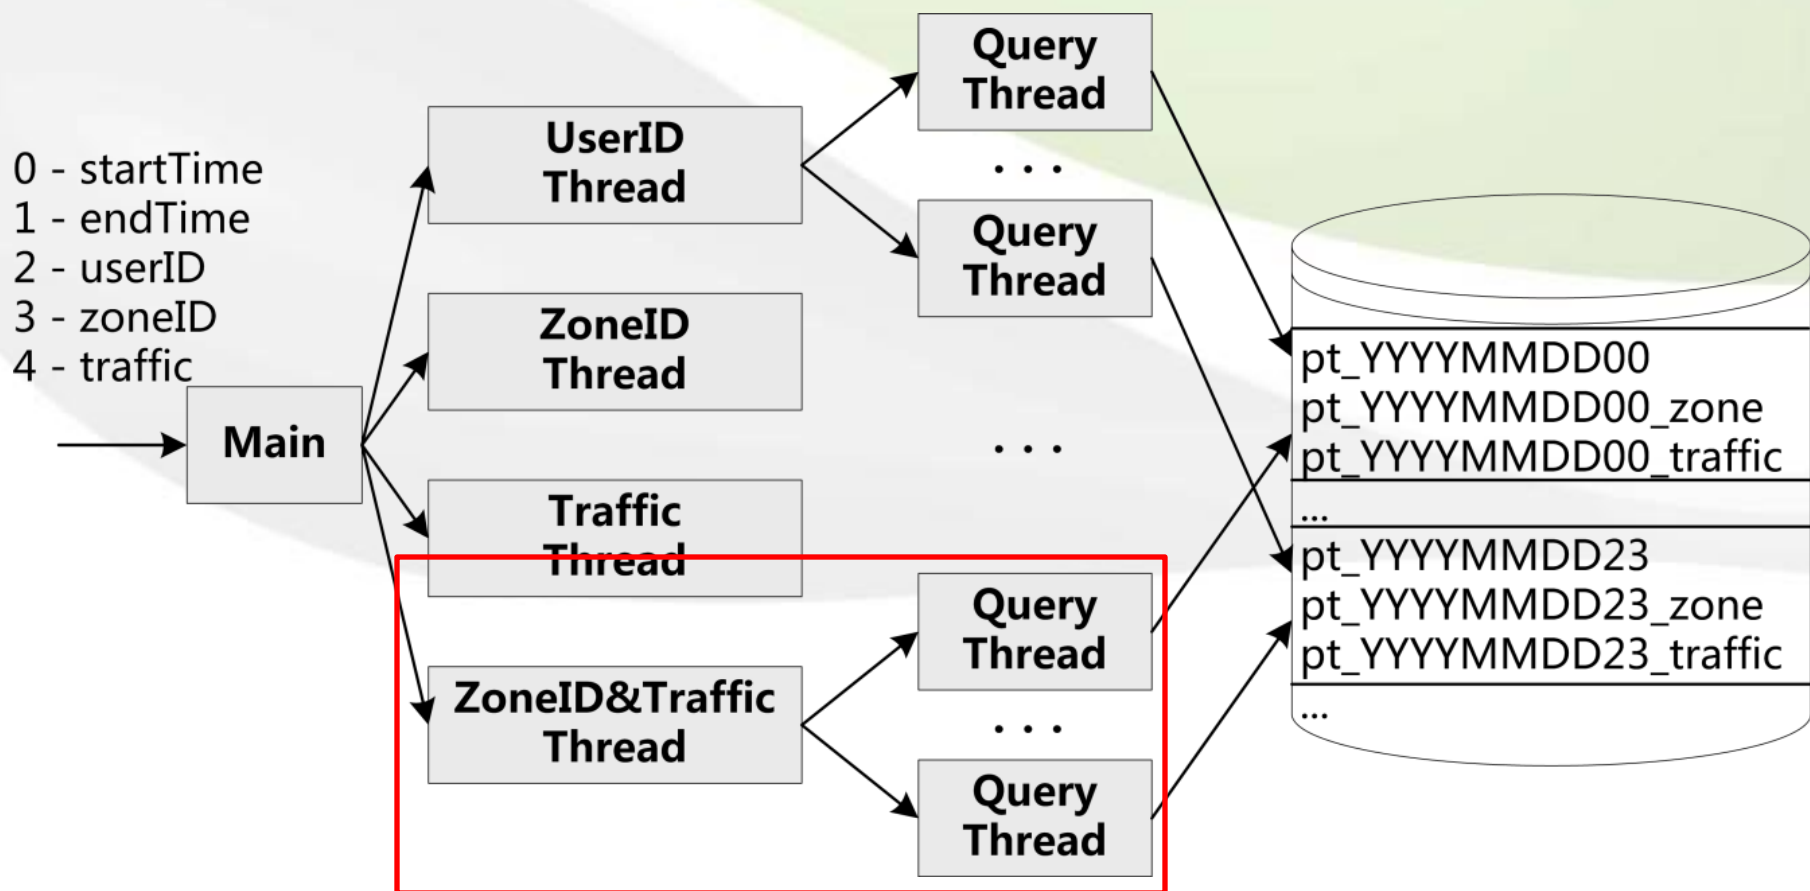 0 - startTime
1 - endTime
2 - userID
3 - zoneID
4 - traffic
Main
UserID
Thread
ZoneID
Thread
Traffic
Thread
ZoneID&Traffic
Thread
Query
Thread
. . .
Query
Thread
. . .
Query
Thread
. . .
Query
Thread
pt_YYYYMMDD00
pt_YYYYMMDD00_zone
pt_YYYYMMDD00_traffic
...
pt_YYYYMMDD23
pt_YYYYMMDD23_zone
pt_YYYYMMDD23_traffic
...